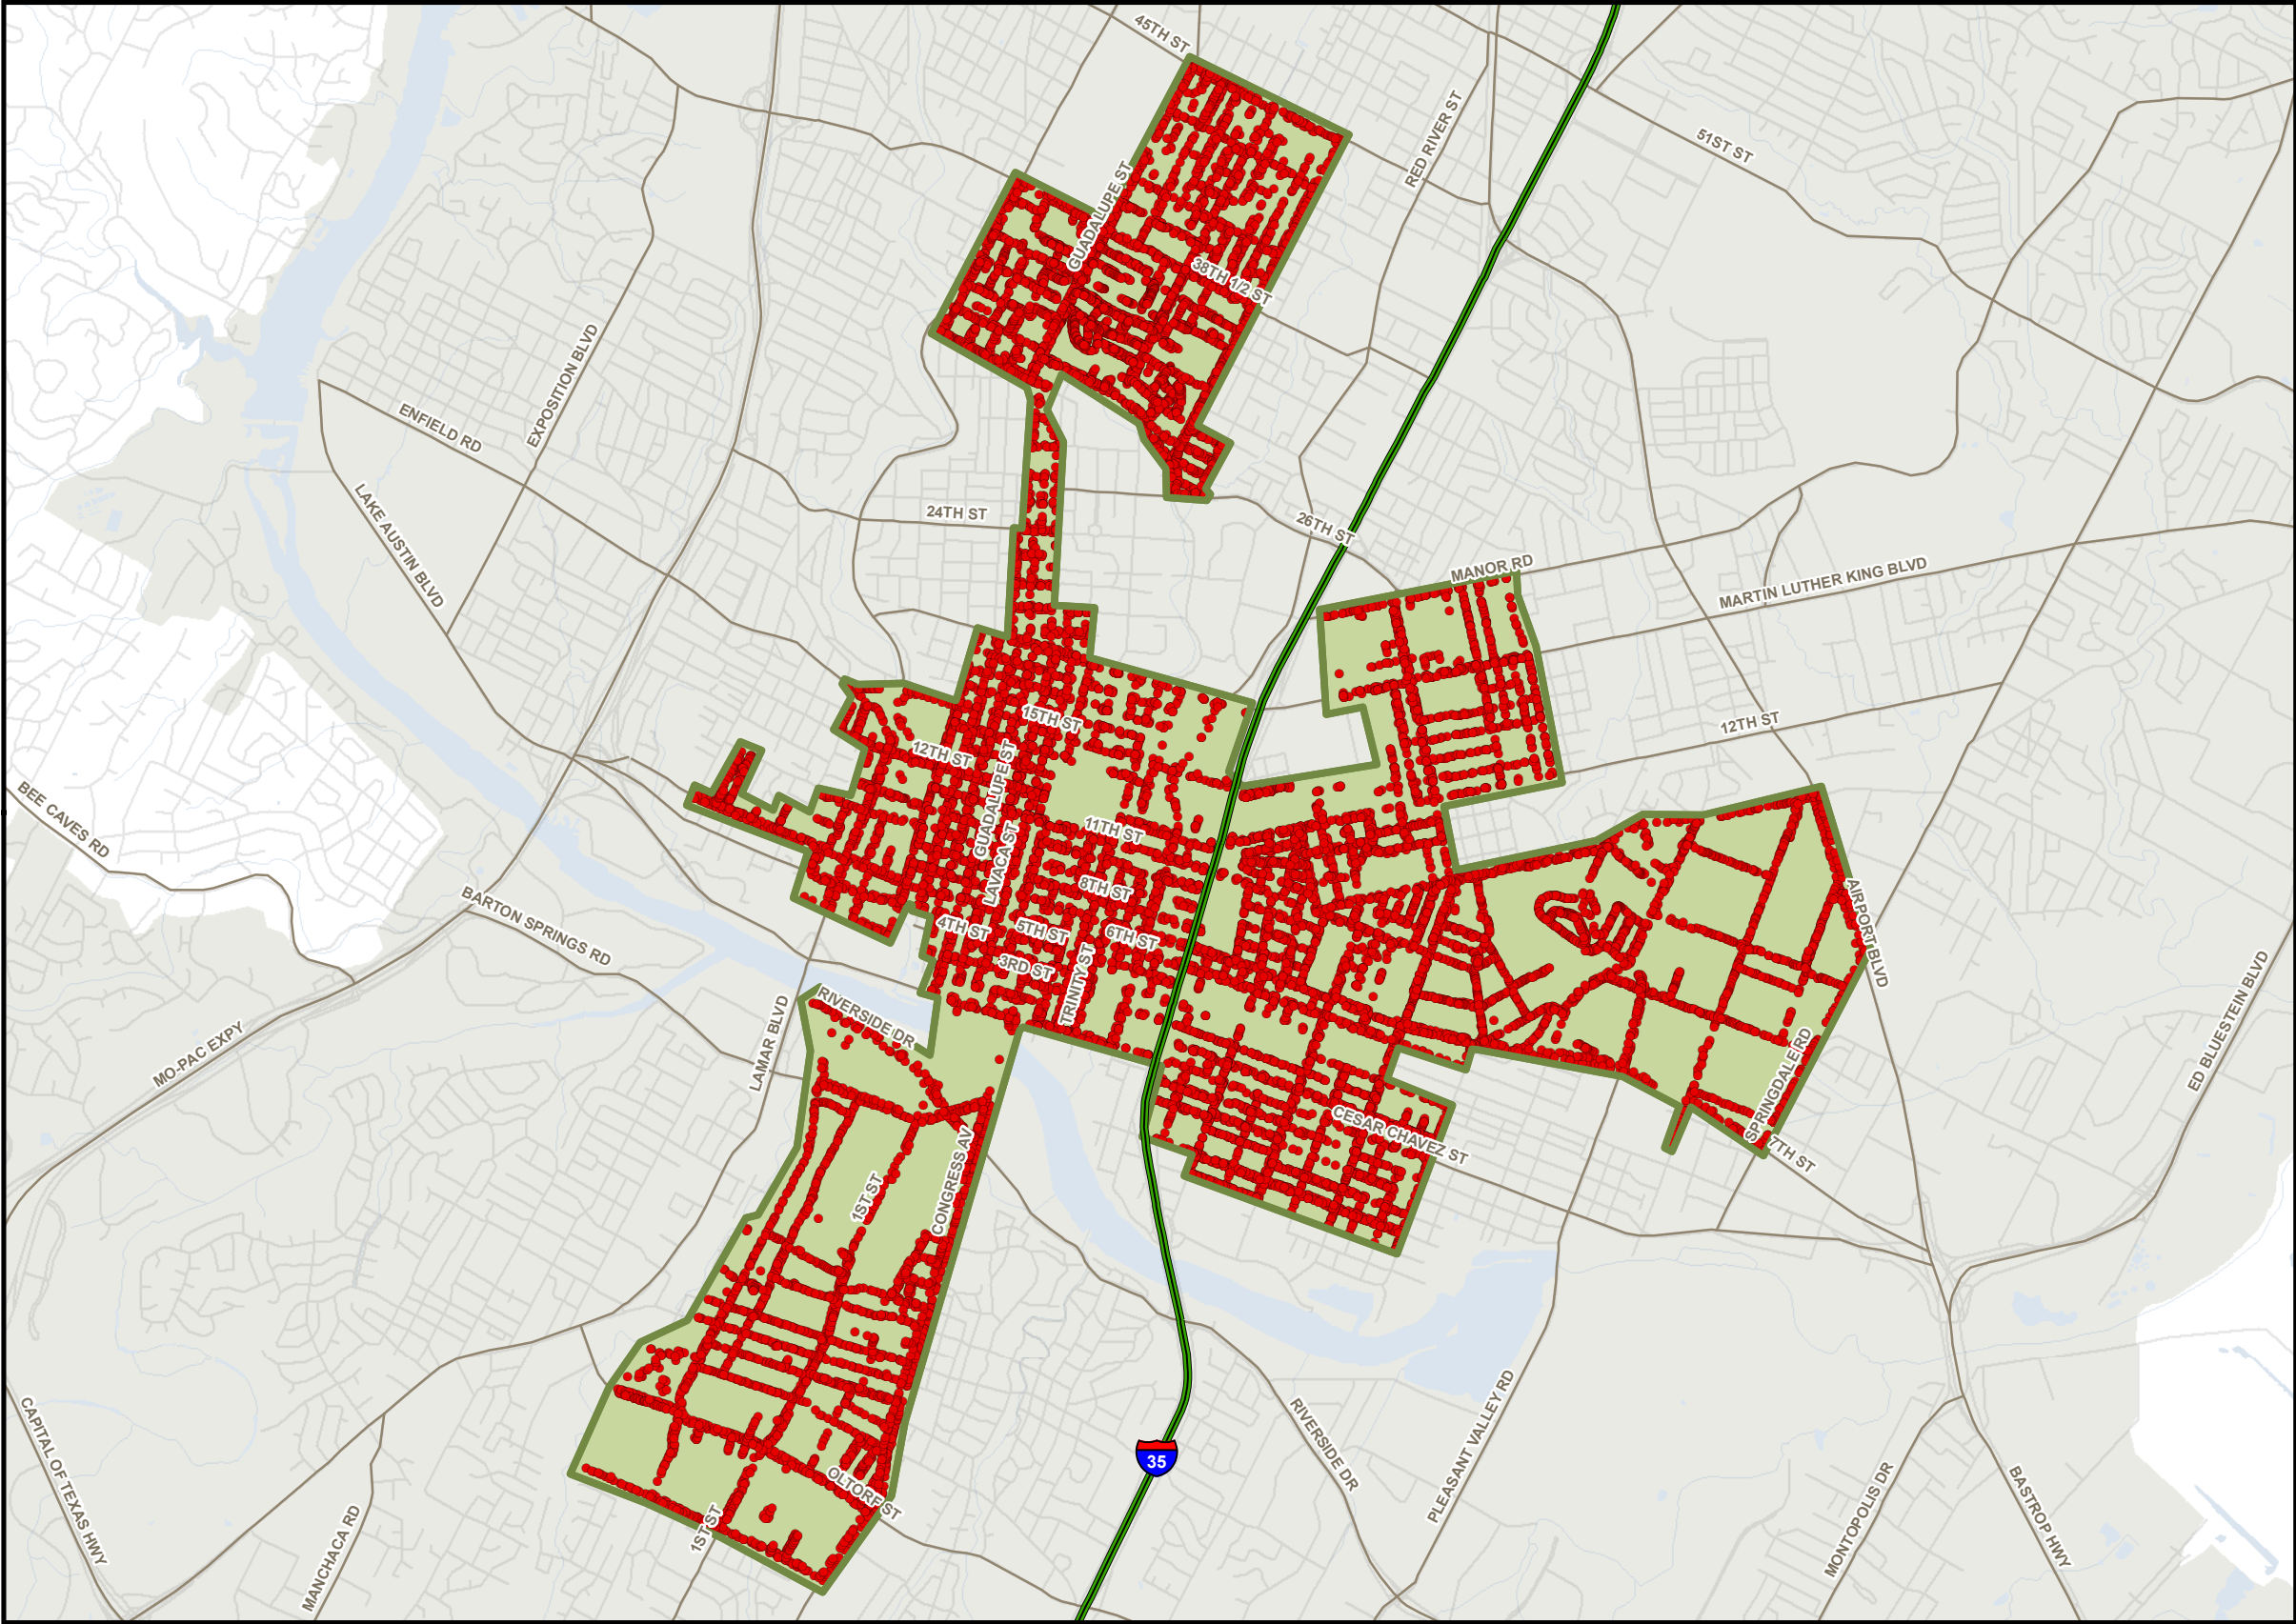 45TH ST
RED RIVER ST
51ST ST
GUADALUPE ST
38TH 1/2 ST
EXPOSITION BLVD
ENFIELD RD
LAKE AUSTIN BLVD
24TH ST
26TH ST
MANOR RD
MARTIN LUTHER KING BLVD
15TH ST
12TH ST
12TH ST
GUADALUPE ST
LAVACA ST
11TH ST
BEE CAVES RD
8TH ST
BARTON SPRINGS RD
4TH ST
5TH ST
6TH ST
3RD ST
TRINITY ST
AIRPORT BLVD
RIVERSIDE DR
LAMAR BLVD
MO-PAC EXPY
SPRINGDALE RD
ED BLUESTEIN BLVD
CESAR CHAVEZ ST
7TH ST
1ST ST
CONGRESS AV
CAPITAL OF TEXAS HWY
MANCHACA RD
1ST ST
OLTORF ST
35
RIVERSIDE DR
PLEASANT VALLEY RD
MONTOPOLIS DR
BASTROP HWY